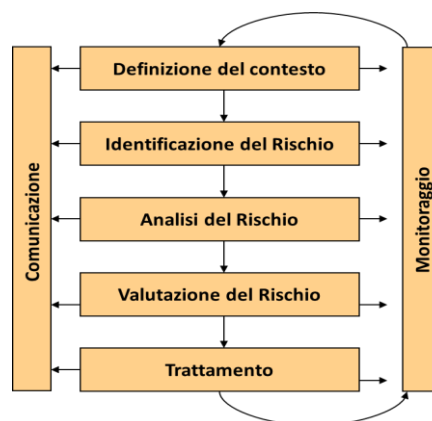 Definizione del contesto
Identificazione del Rischio
Analisi del Rischio
Valutazione del Rischio
Trattamento
Comunicazione
Monitoraggio